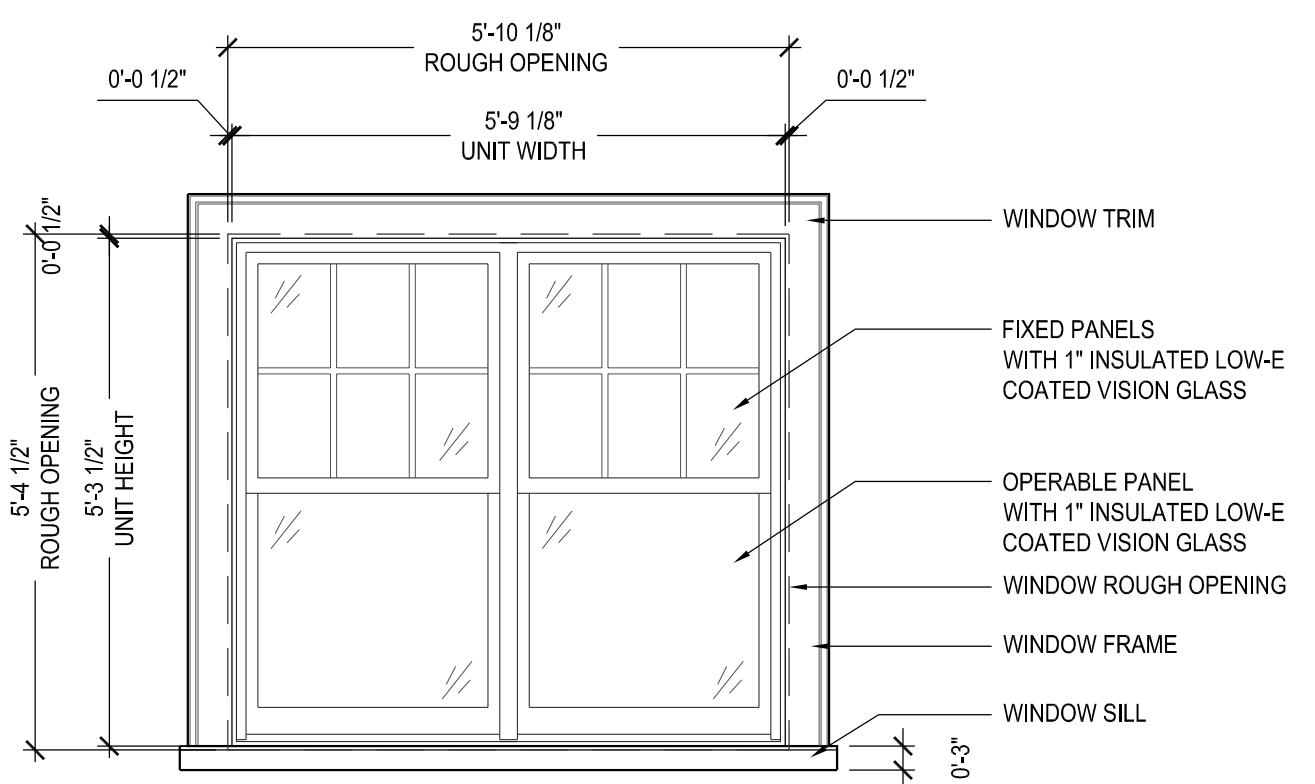 5'-10 1/8"
ROUGH OPENING
0'-0 1/2"
0'-0 1/2"
5'-9 1/8"
UNIT WIDTH
0'-0 1/2"
5'-4 1/2"
ROUGH OPENING
5'-3 1/2"
UNIT HEIGHT
WINDOW TRIM
FIXED PANELS
WITH 1" INSULATED LOW-E
COATED VISION GLASS
OPERABLE PANEL
WITH 1" INSULATED LOW-E
COATED VISION GLASS
WINDOW ROUGH OPENING
WINDOW FRAME
WINDOW SILL
0'-3"